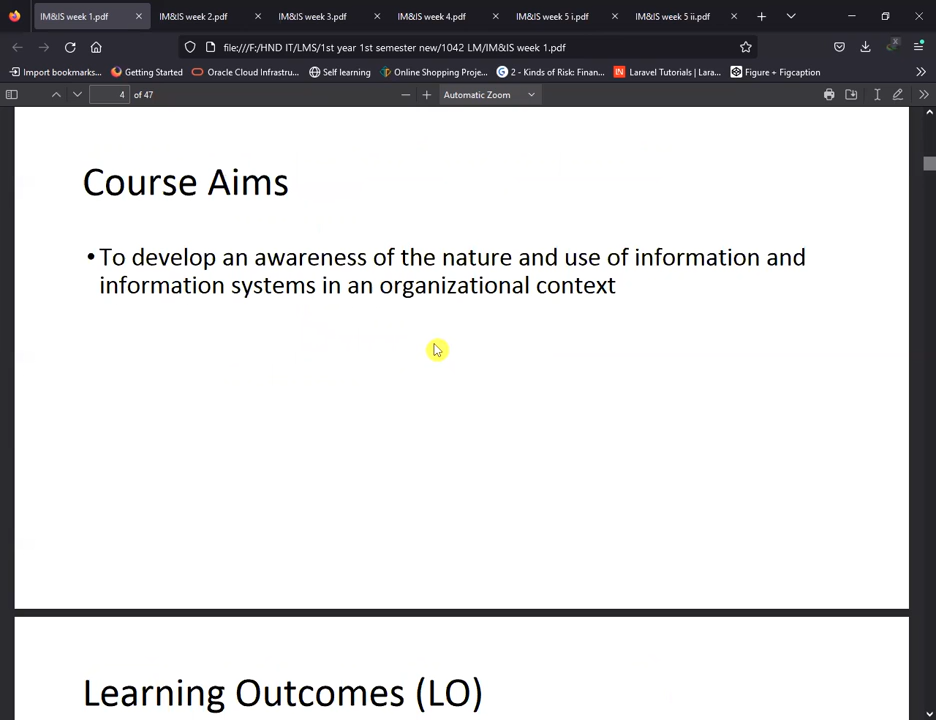 IM&IS week 1.pdf
IM&IS week 2.pdf
IM&IS week 3.pdf
IM&IS week 4.pdf
IM&IS week 5 i.pdf
IM&IS week 5 ii.pdf
file:///F:/HND IT/LMS/1st year 1st semester new/1042 LM/IM&IS week 1.pdf
Import bookmarks...
Getting Started
Oracle Cloud Infrastru...
Self learning
Online Shopping Proje...
2 - Kinds of Risk: Finan...
Laravel Tutorials | Lara...
Figure + Figcaption
4 of 47
Automatic Zoom
Course Aims
•To develop an awareness of the nature and use of information and
information systems in an organizational context
Learning Outcomes (LO)